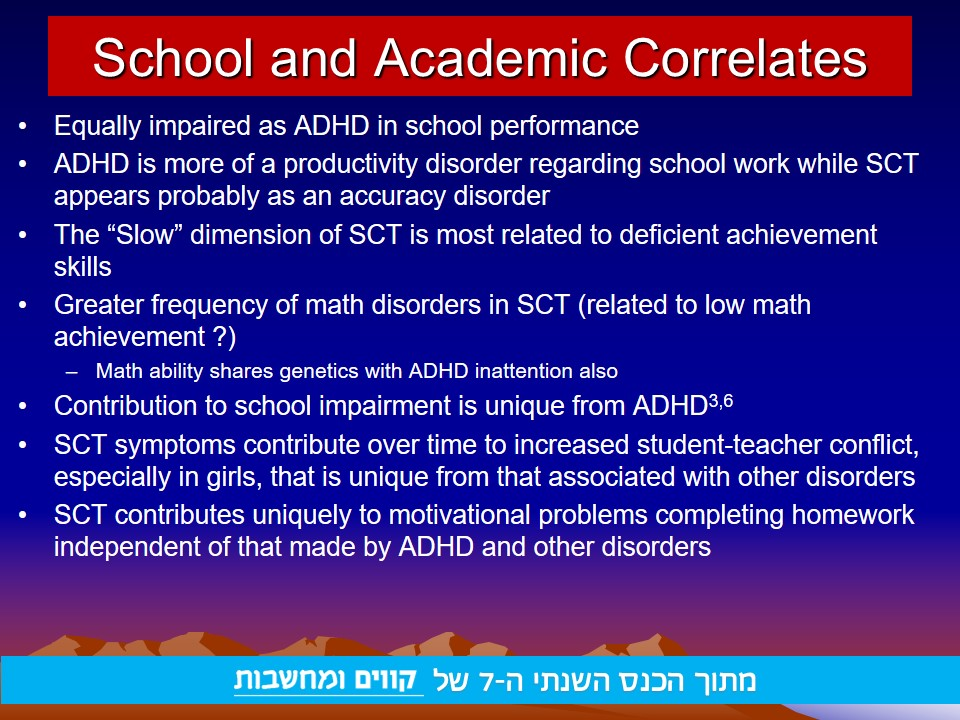 School and Academic Correlates
• Equally impaired as ADHD in school performance
• ADHD is more of a productivity disorder regarding school work while SCT
appears probably as an accuracy disorder
• The “Slow” dimension of SCT is most related to deficient achievement
skills
• Greater frequency of math disorders in SCT (related to low math
achievement ?)
– Math ability shares genetics with ADHD inattention also
• Contribution to school impairment is unique from ADHD3,6
• SCT symptoms contribute over time to increased student-teacher conflict,
especially in girls, that is unique from that associated with other disorders
• SCT contributes uniquely to motivational problems completing homework
independent of that made by ADHD and other disorders
מתוך הכנס השנתי ה-7 של קווים ומחשבות